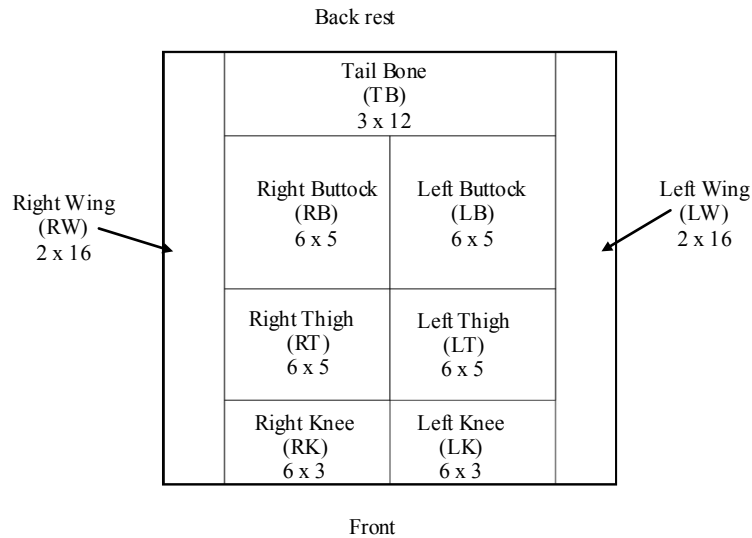 Back rest
Tail Bone
(TB)
3 x 12
Right Buttock
(RB)
6 x 5
Left Buttock
(LB)
6 x 5
Right Wing
(RW)
2 x 16
Left Wing
(LW)
2 x 16
Right Thigh
(RT)
6 x 5
Left Thigh
(LT)
6 x 5
Right Knee
(RK)
6 x 3
Left Knee
(LK)
6 x 3
Front